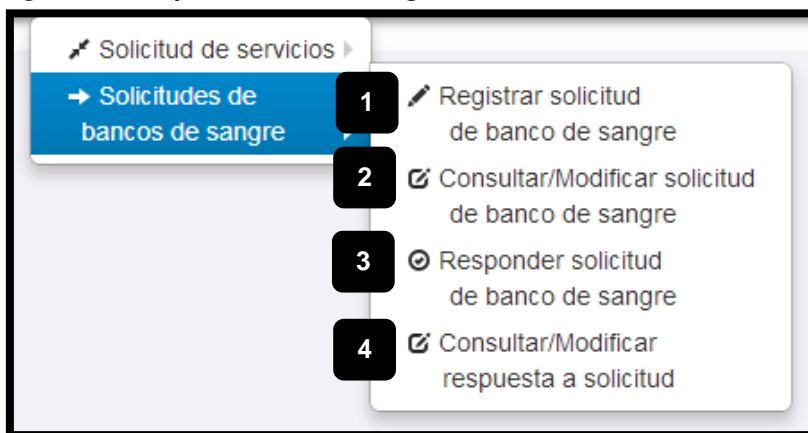 Solicitud de servicios
Solicitudes de
bancos de sangre
1
Registrar solicitud
de banco de sangre
2
Consultar/Modificar solicitud
de banco de sangre
3
Responder solicitud
de banco de sangre
4
Consultar/Modificar
respuesta a solicitud